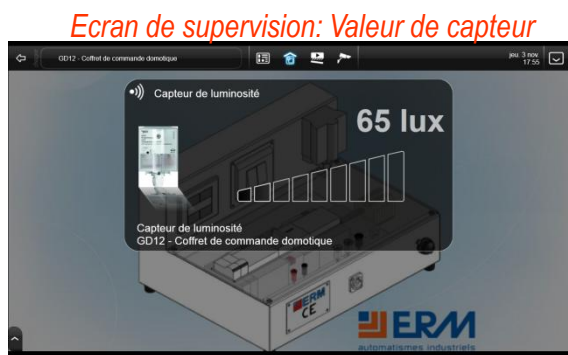 Ecran de supervision: Valeur de capteur
GD12 - Coffret de commande domotique
jeu. 3 nov.
17:55
Capteur de luminosité
65 lux
Capteur de luminosité
GD12 - Coffret de commande domotique
ERM
CE
ERM
automatismes industriels